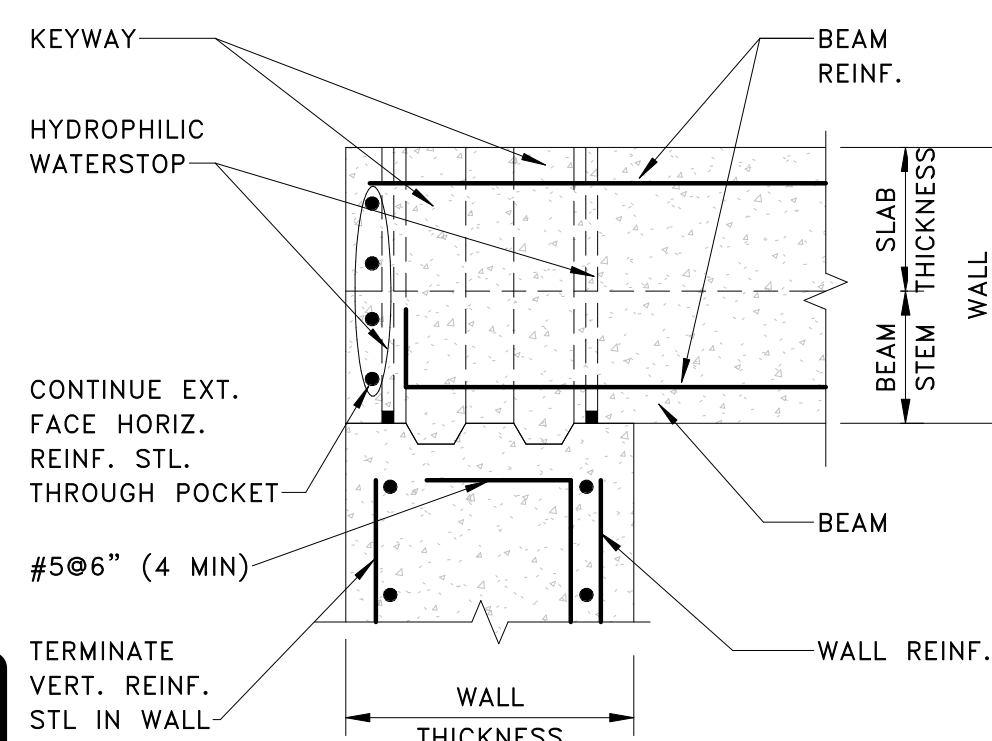 KEYWAY
BEAM
REINF.
HYDROPHILIC
WATERSTOP
SLAB
THICKNESS
WALL
BEAM
STEM
CONTINUE EXT.
FACE HORIZ.
REINF. STL.
THROUGH POCKET
BEAM
#5@6” (4 MIN)
WALL REINF.
TERMINATE
VERT. REINF.
STL IN WALL
WALL
THICKNESS